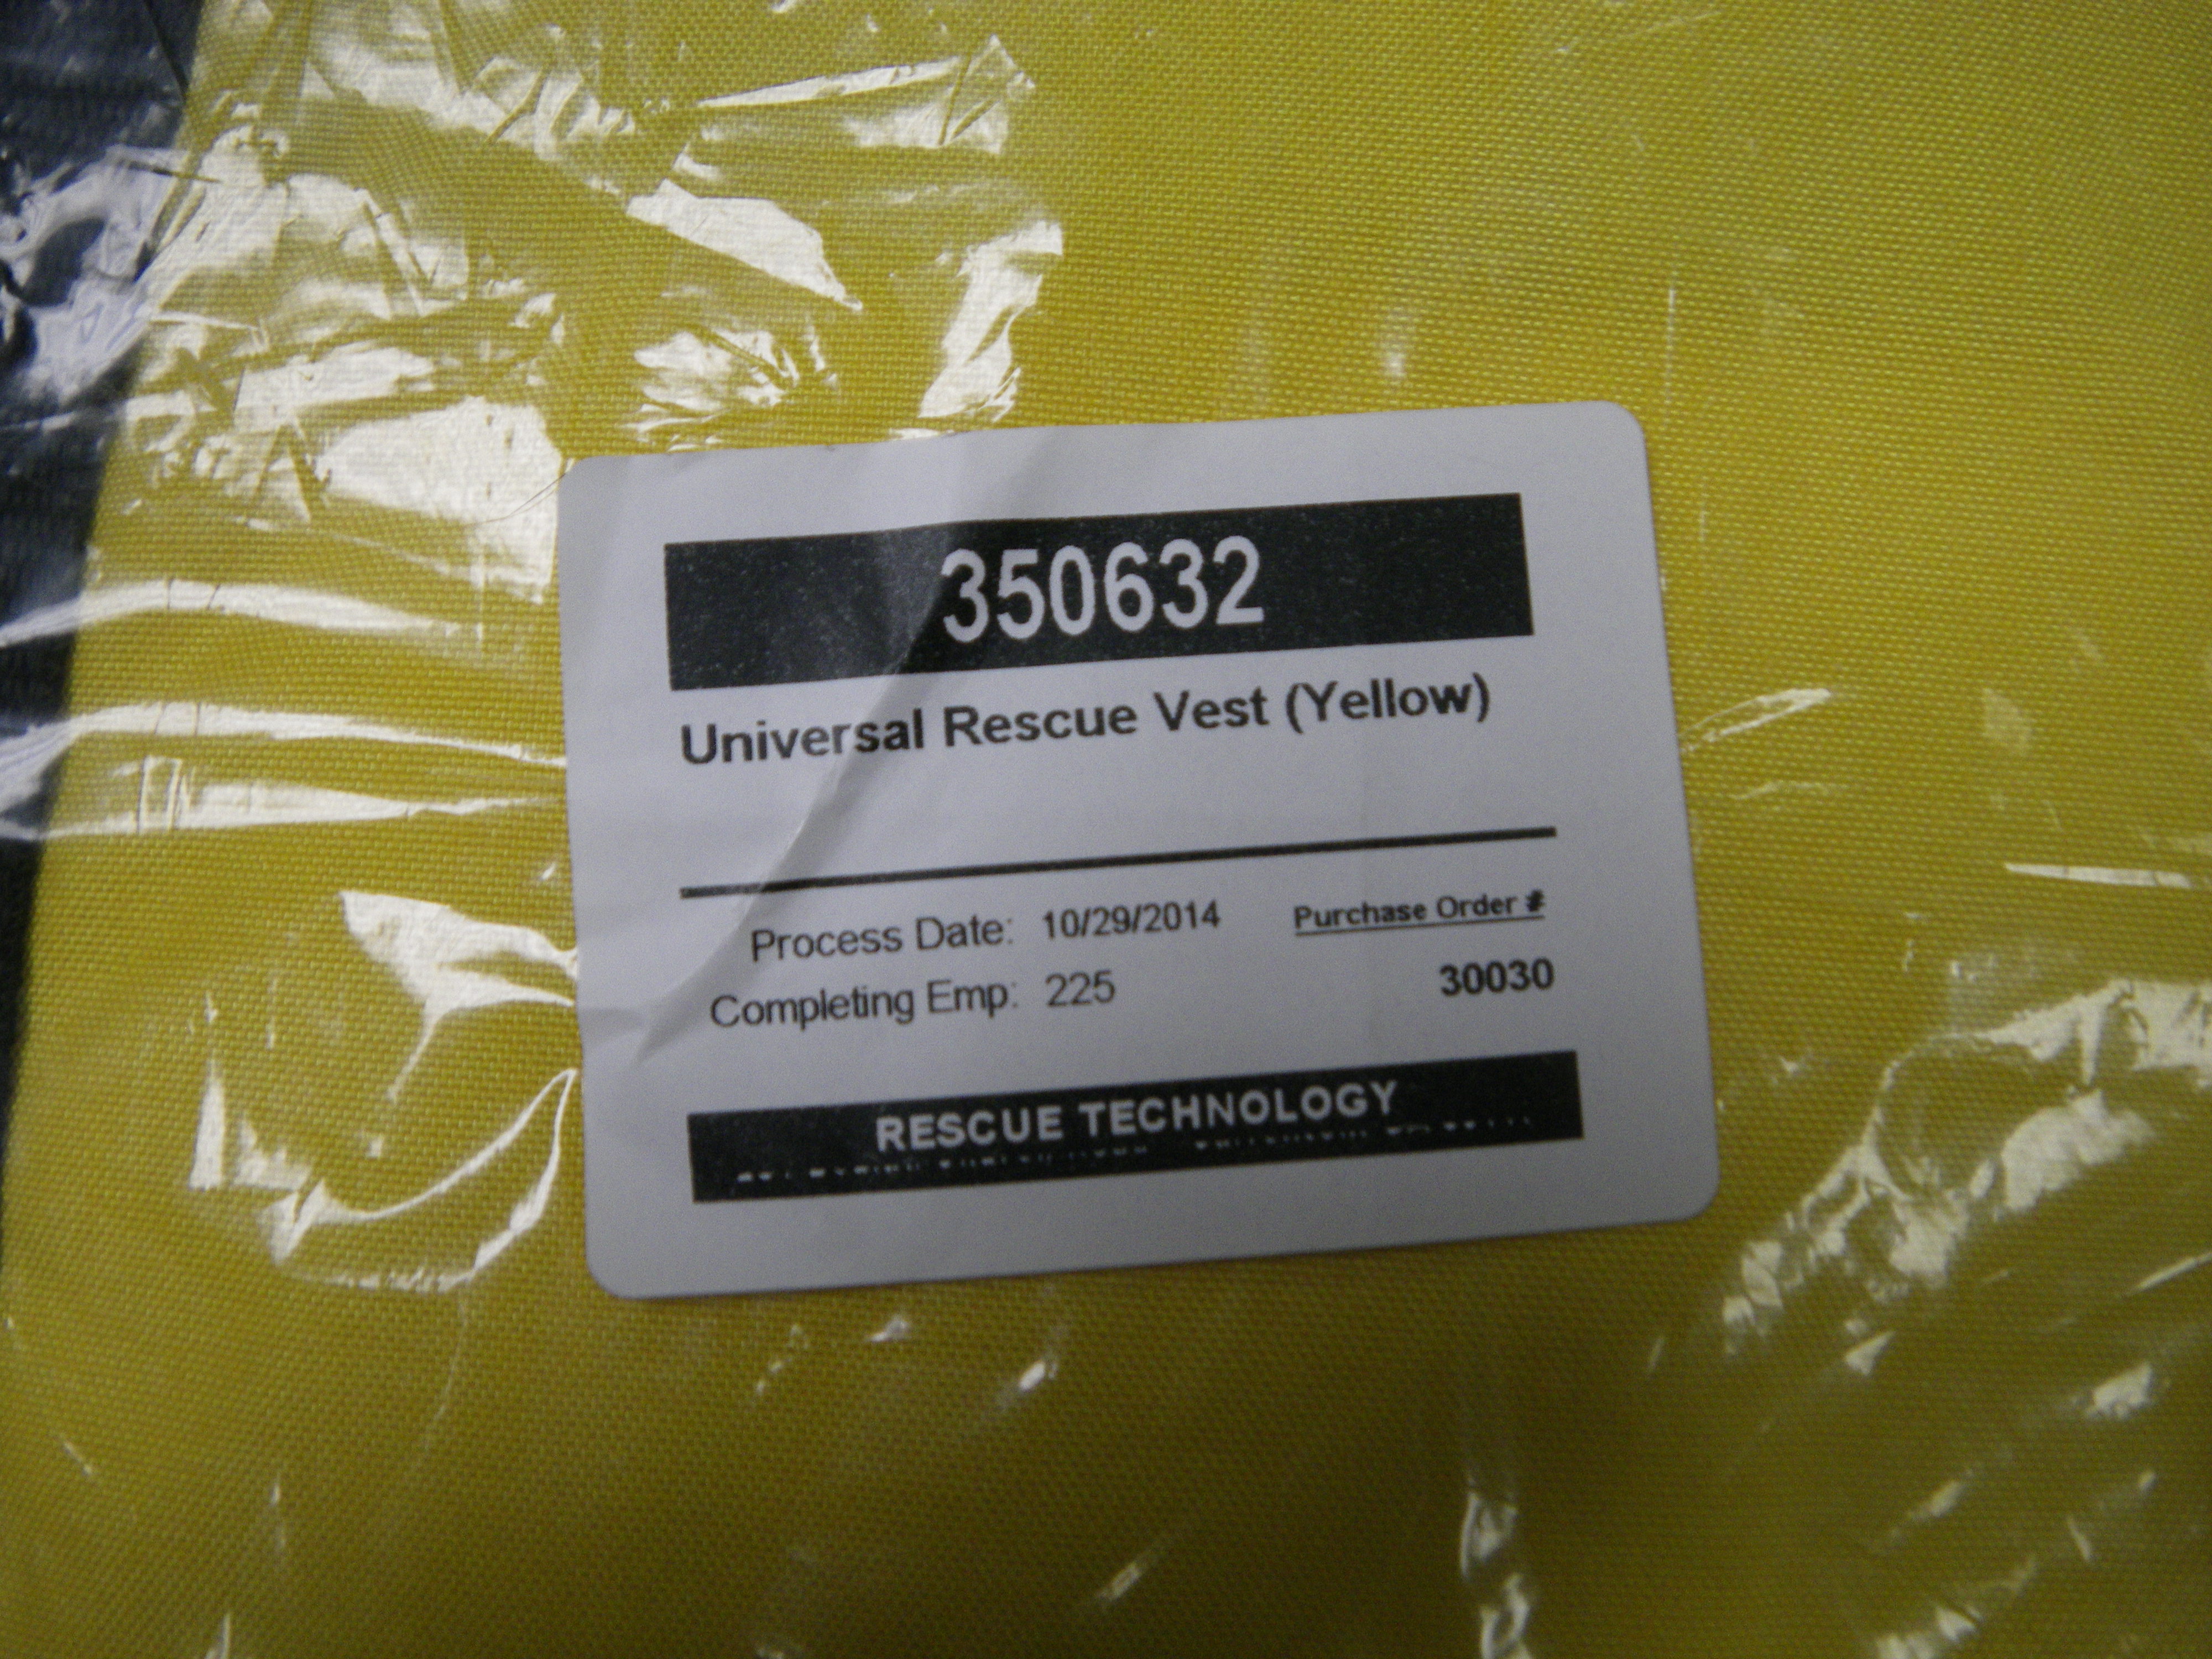 350632
Universal Rescue Vest (Yellow)
Process Date: 10/29/2014 Purchase Order #
Completing Emp: 225 30030
RESCUE TECHNOLOGY